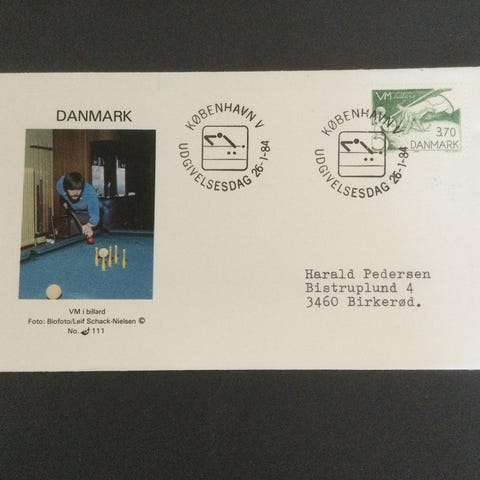 DANMARK
VM i billard
Foto: Biofoto/Leif Schack-Nielsen ©
No. 111
KØBENHAVN V
UDGIVELSESDAG 26-1-84
KØBENHAVN V
UDGIVELSESDAG 26-1-84
VM billard
3.70
DANMARK
Harald Pedersen
Bistruplund 4
3460 Birkerød.